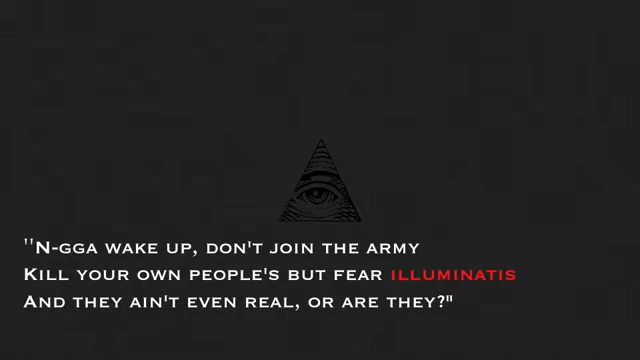 "N-GGA WAKE UP, DON'T JOIN THE ARMY
KILL YOUR OWN PEOPLE'S BUT FEAR ILLUMINATIS
AND THEY AIN'T EVEN REAL, OR ARE THEY?"